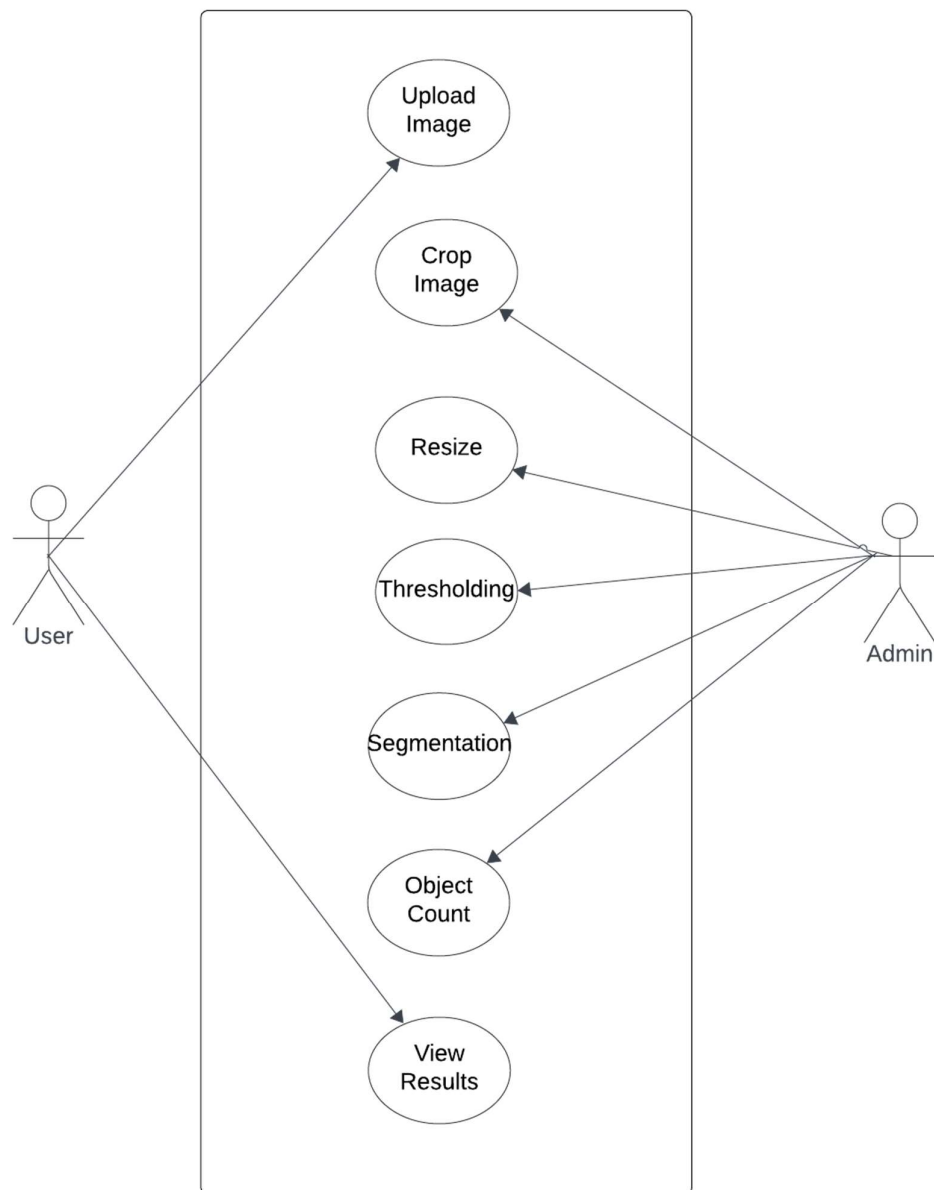 Upload
Image
Crop
Image
Resize
Thresholding
User
Admin
Segmentation
Object
Count
View
Results